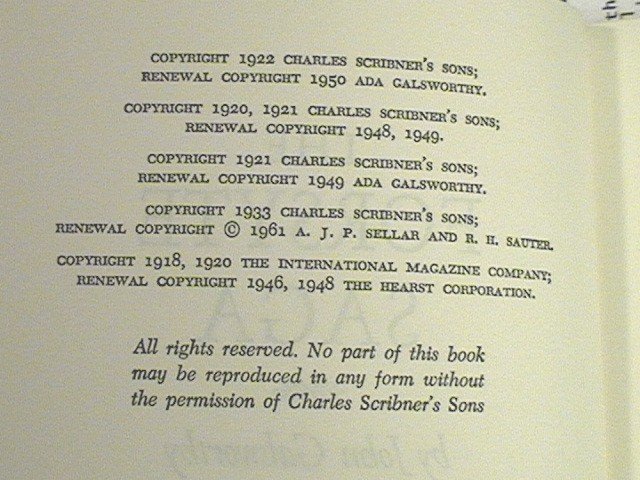 COPYRIGHT 1922 CHARLES SCRIBNER'S SONS;
RENEWAL COPYRIGHT 1950 ADA GALSWORTHY.
COPYRIGHT 1920, 1921 CHARLES SCRIBNER'S SONS;
RENEWAL COPYRIGHT 1948, 1949.
COPYRIGHT 1921 CHARLES SCRIBNER'S SONS;
RENEWAL COPYRIGHT 1949 ADA GALSWORTHY.
COPYRIGHT 1933 CHARLES SCRIBNER'S SONS;
RENEWAL COPYRIGHT © 1961 A. J. P. SELLAR AND R. H. SAUTER.
COPYRIGHT 1918, 1920 THE INTERNATIONAL MAGAZINE COMPANY;
RENEWAL COPYRIGHT 1946, 1948 THE HEARST CORPORATION.
All rights reserved. No part of this book
may be reproduced in any form without
the permission of Charles Scribner's Sons